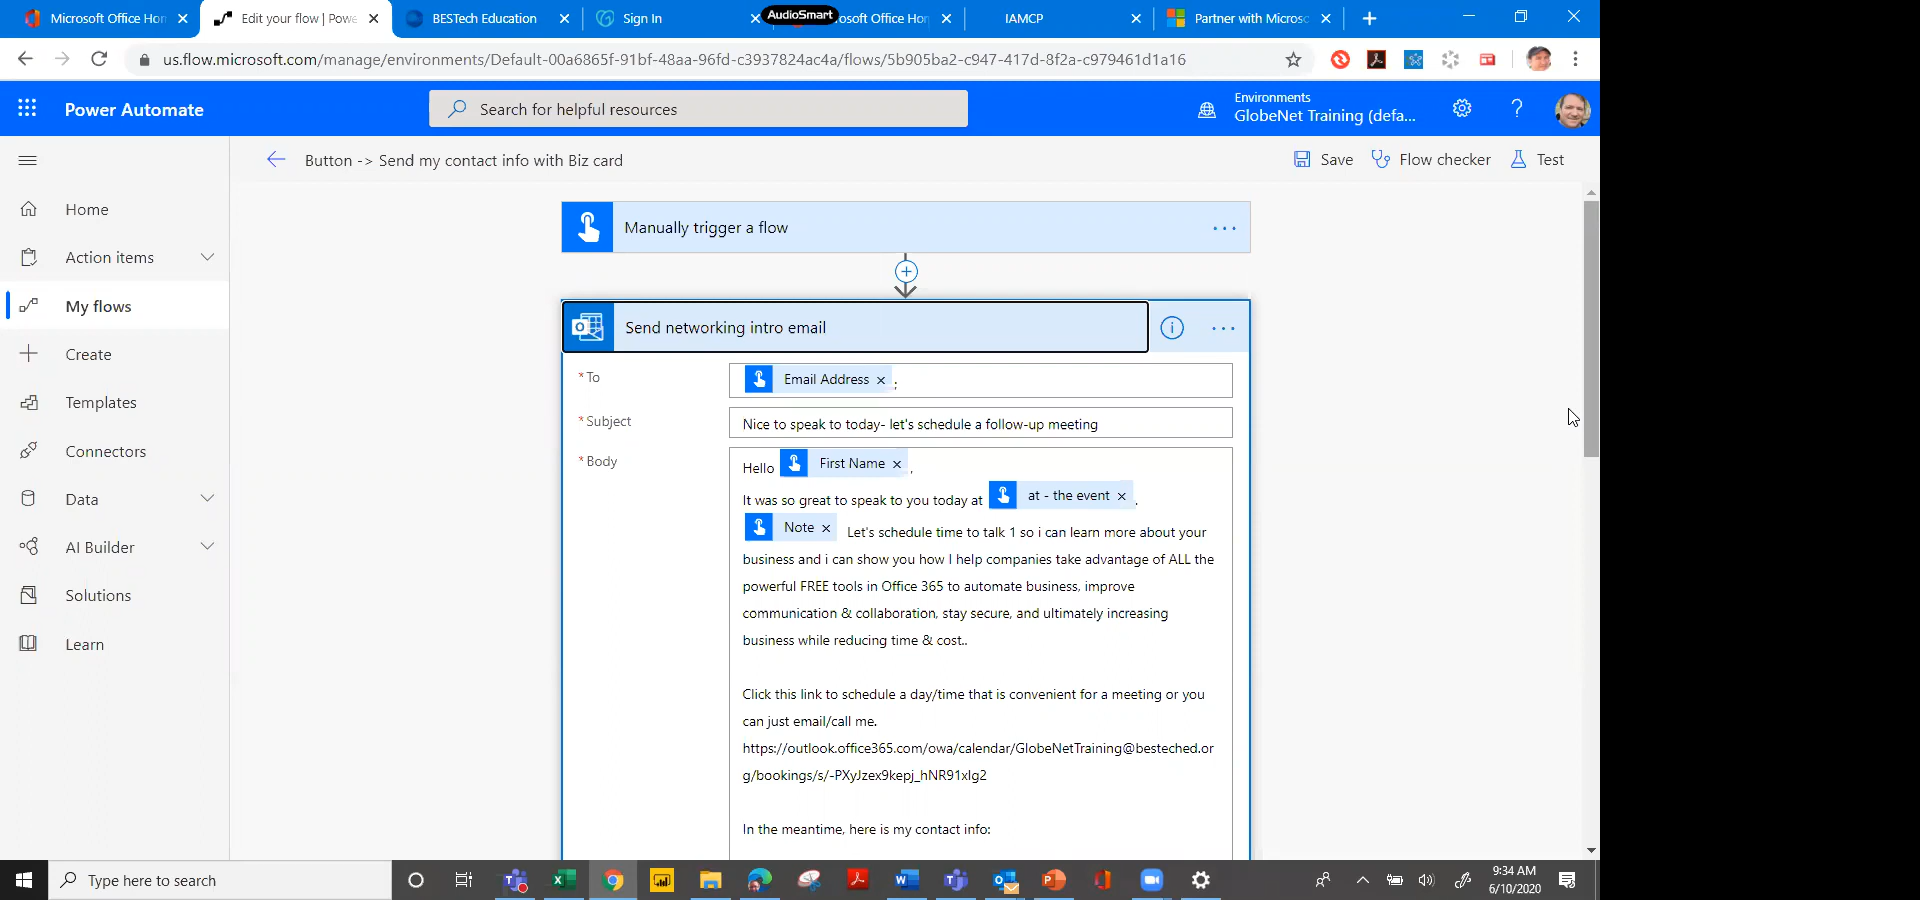 Microsoft Office Hom
Edit your flow | Powe
BESTech Education
Sign In
AudioSmart
osoft Office Hom
IAMCP
Partner with Microso
us.flow.microsoft.com/manage/environments/Default-00a6865f-91bf-48aa-96fd-c3937824ac4a/flows/5b905ba2-c947-417d-8f2a-c979461d1a16
Power Automate
Search for helpful resources
Environments
GlobeNet Training (defa...
Button -> Send my contact info with Biz card
Save
Flow checker
Test
Home
Action items
My flows
Create
Templates
Connectors
Data
AI Builder
Solutions
Learn
Manually trigger a flow
Send networking intro email
* To
Email Address × ;
* Subject
Nice to speak to today- let's schedule a follow-up meeting
* Body
Hello First Name × ,
It was so great to speak to you today at at - the event × .
Note × Let's schedule time to talk 1 so i can learn more about your
business and i can show you how I help companies take advantage of ALL the
powerful FREE tools in Office 365 to automate business, improve
communication & collaboration, stay secure, and ultimately increasing
business while reducing time & cost..
Click this link to schedule a day/time that is convenient for a meeting or you
can just email/call me.
https://outlook.office365.com/owa/calendar/GlobeNetTraining@besteched.or
g/bookings/s/-PXyJzex9kepj_hNR91xIg2
In the meantime, here is my contact info:
Type here to search
9:34 AM
6/10/2020